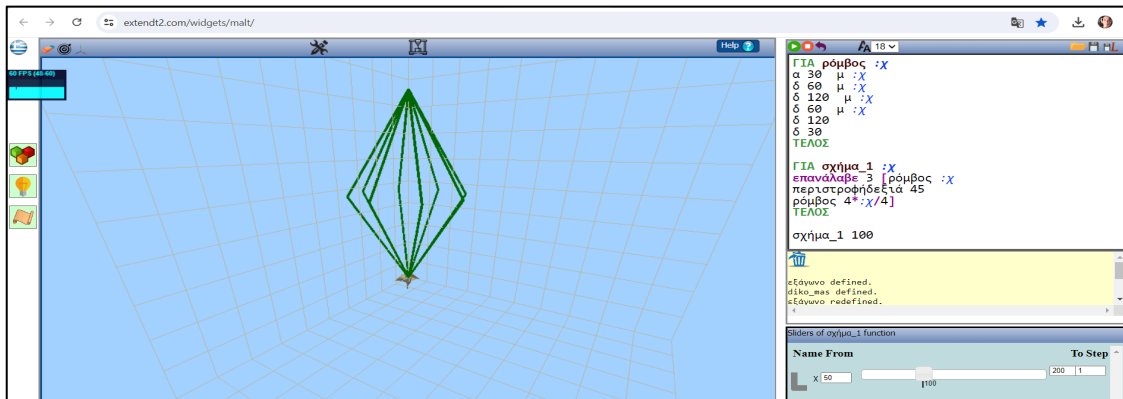 extendt2.com/widgets/malt/
Help ?
18
60 FPS (48-60)
ΓΙΑ ρόμβος :χ
α 30 μ :χ
δ 60 μ :χ
δ 120 μ :χ
δ 60 μ :χ
δ 120
δ 30
ΤΕΛΟΣ
ΓΙΑ σχήμα_1 :χ
επανάλαβε 3 [ρόμβος :χ
περιστροφήδεξιά 45
ρόμβος 4*:χ/4]
ΤΕΛΟΣ
σχήμα_1 100
εξάγωνο defined.
diko_mas defined.
εξάγωνο redefined.
Sliders of σχήμα_1 function
Name From To Step
χ 50 100 200 1